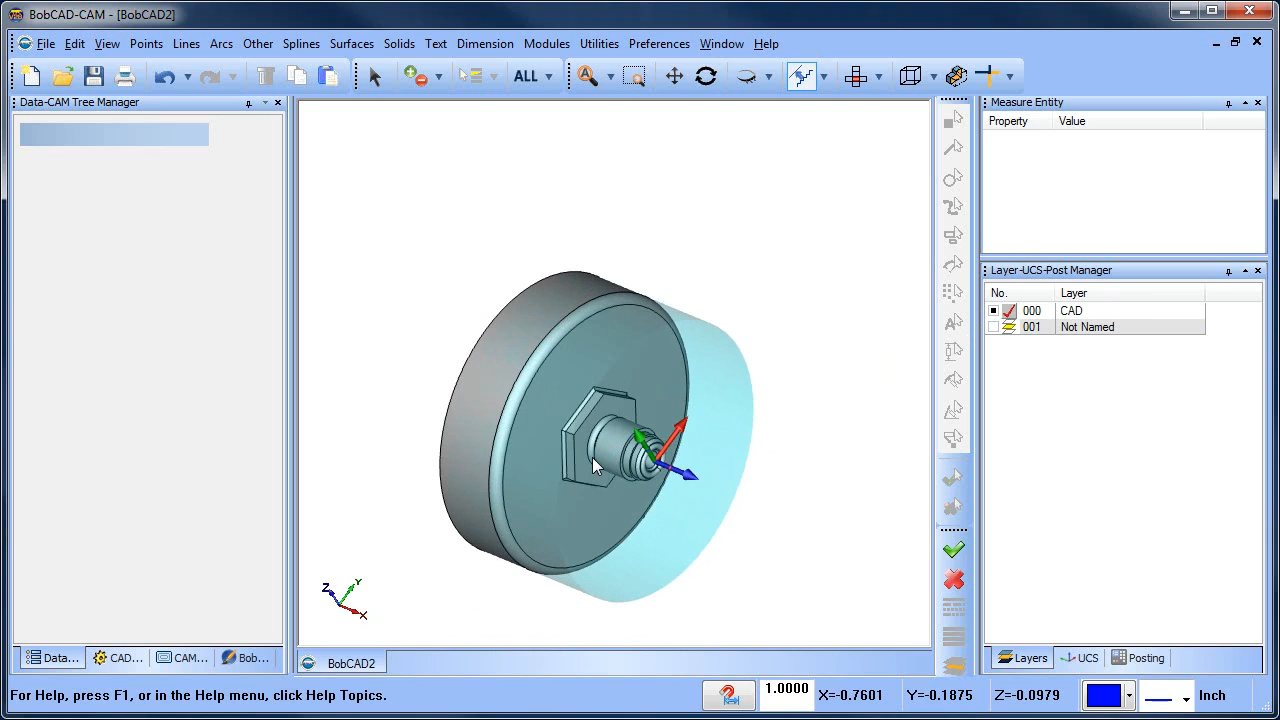 BobCAD-CAM - [BobCAD2]
File Edit View Points Lines Arcs Other Splines Surfaces Solids Text Dimension Modules Utilities Preferences Window Help
ALL
Data-CAM Tree Manager
Measure Entity
Property Value
Layer-UCS-Post Manager
No. Layer
000 CAD
001 Not Named
Z Y X
Data... CAD... CAM... Bob...
BobCAD2
Layers UCS Posting
For Help, press F1, or in the Help menu, click Help Topics.
1.0000 X=-0.7601 Y=-0.1875 Z=-0.0979 Inch